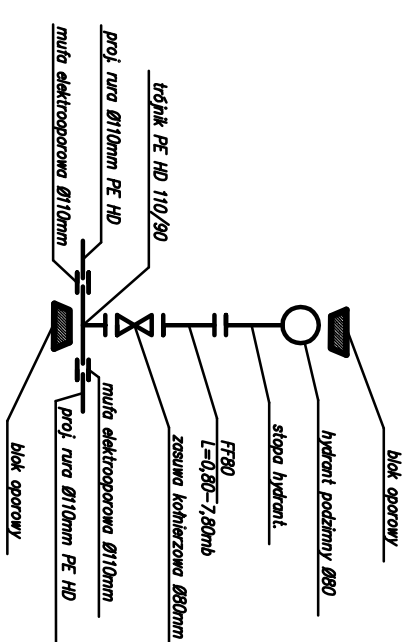 blok oporowy
hydrant podzimny Ø80
stopa hydrant.
FF80
L=0,80-7,80mb
zasuwa kołnierzowa Ø80mm
trójnik PE HD 110/90
proj. rura Ø110mm PE HD
mufa elektrooporowa Ø110mm
mufa elektrooporowa Ø110mm
proj. rura Ø110mm PE HD
blok oporowy